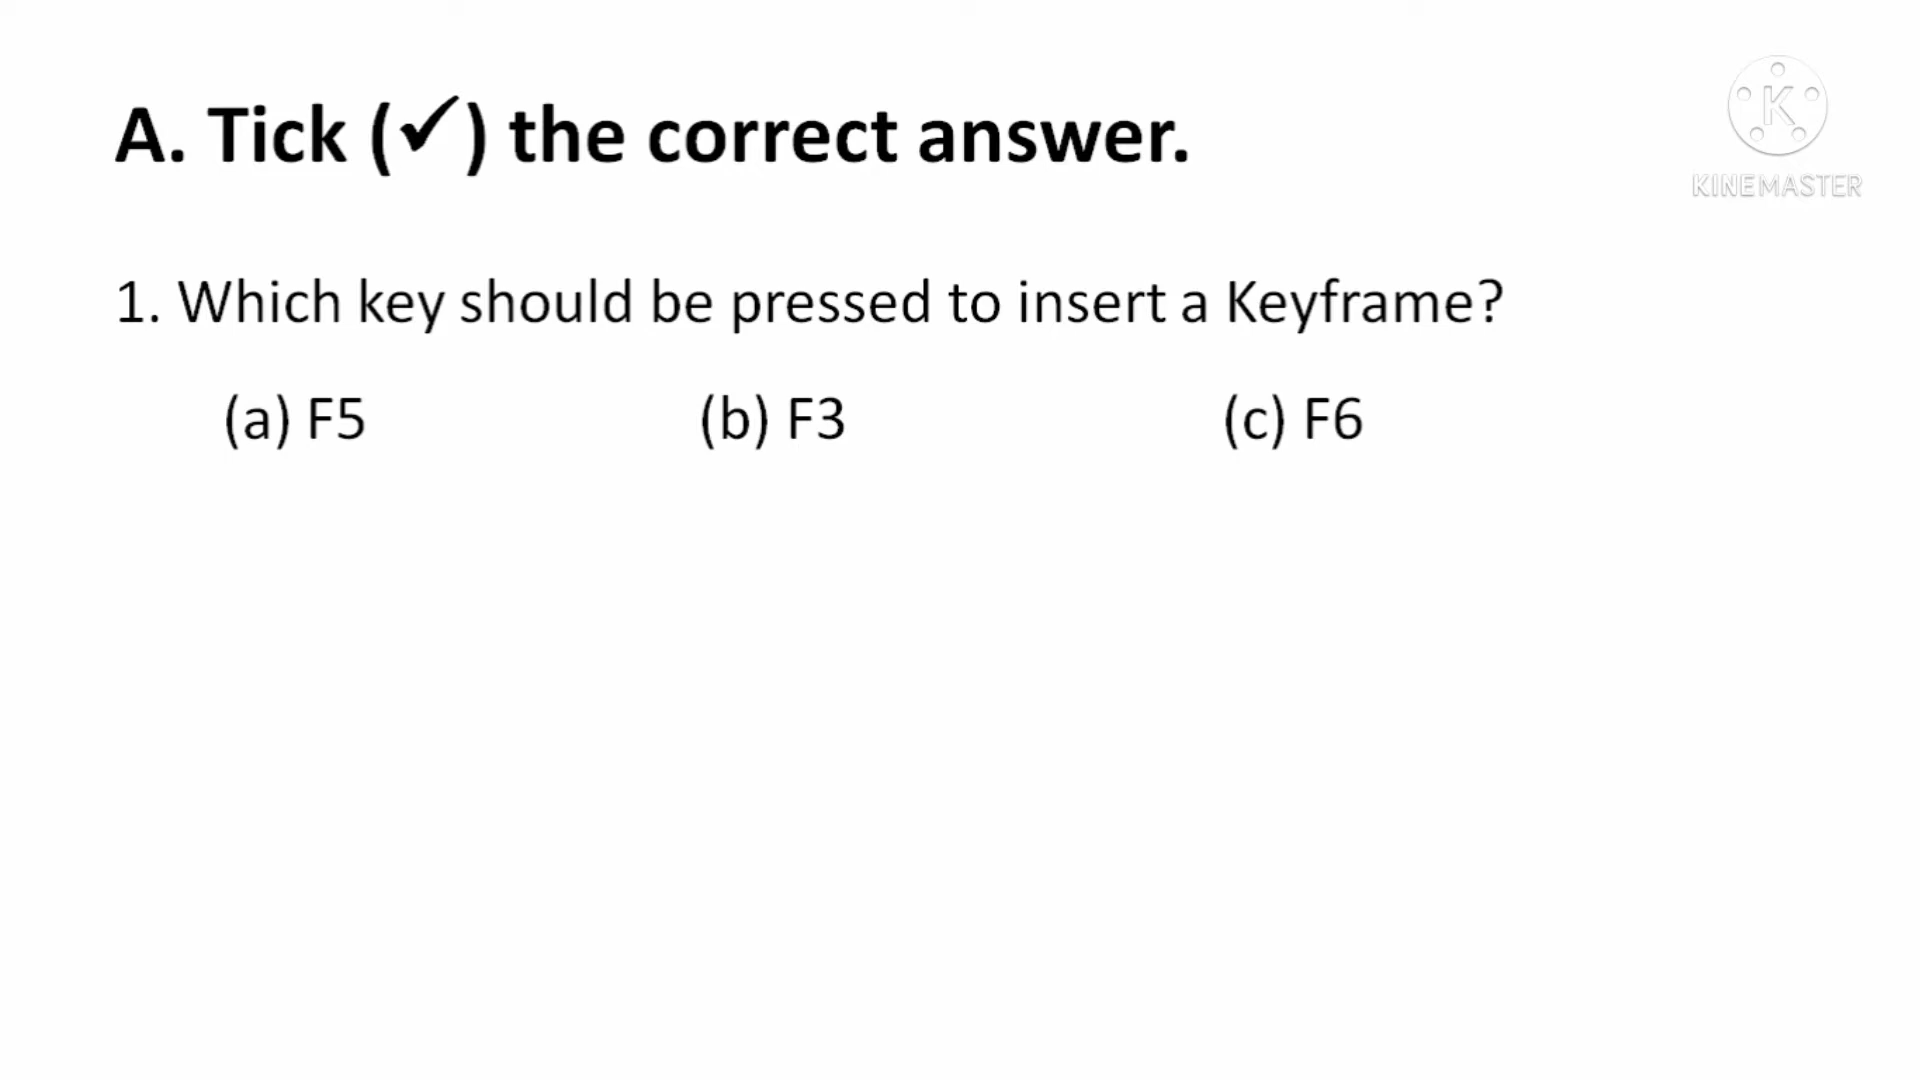 A. Tick (✓) the correct answer.
K
KINEMASTER
1. Which key should be pressed to insert a Keyframe?
(a) F5 (b) F3 (c) F6